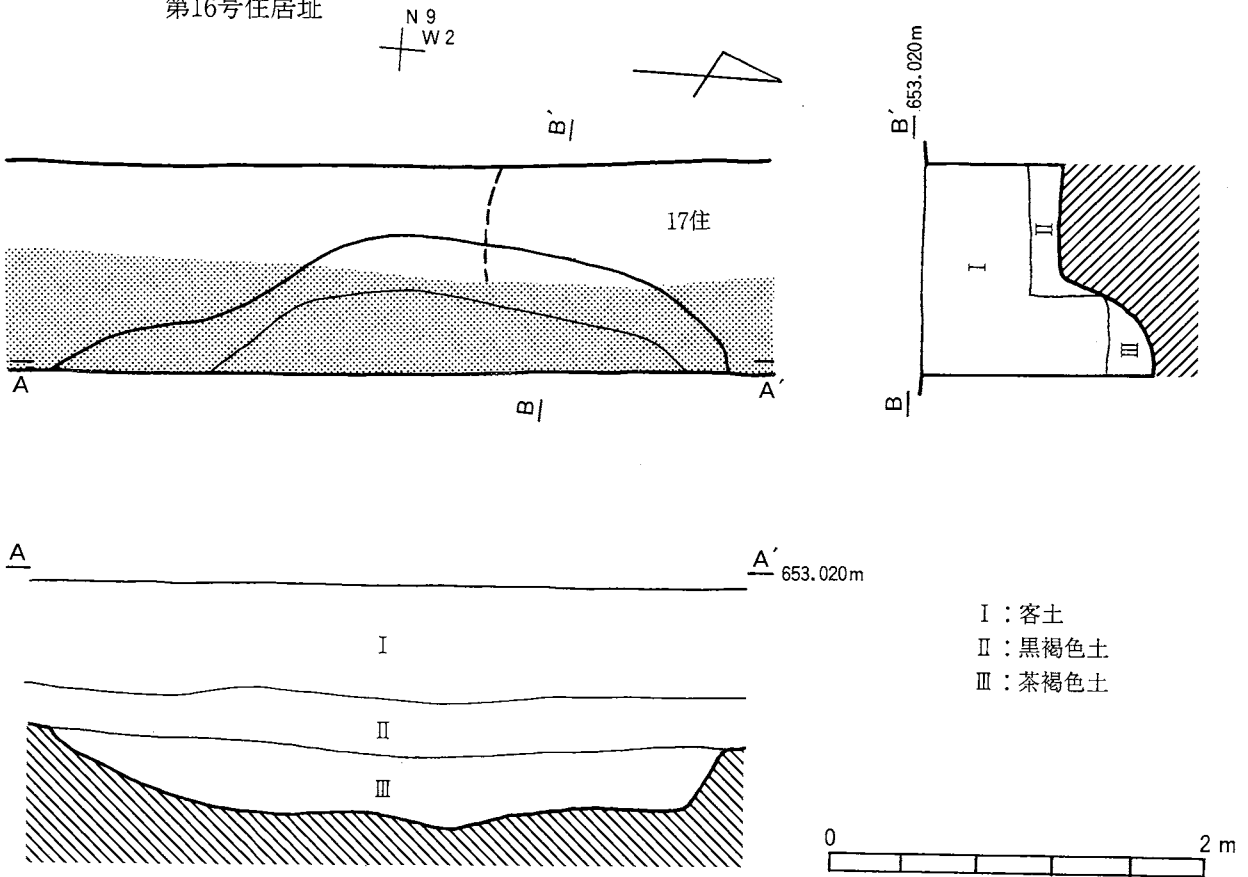 第16号住居址
N 9
W 2
B′
17住
A
A′
B
B′
653.020m
I
II
III
B
A
A′
653.020m
I
II
III
I：客土
II：黒褐色土
III：茶褐色土
0
2 m